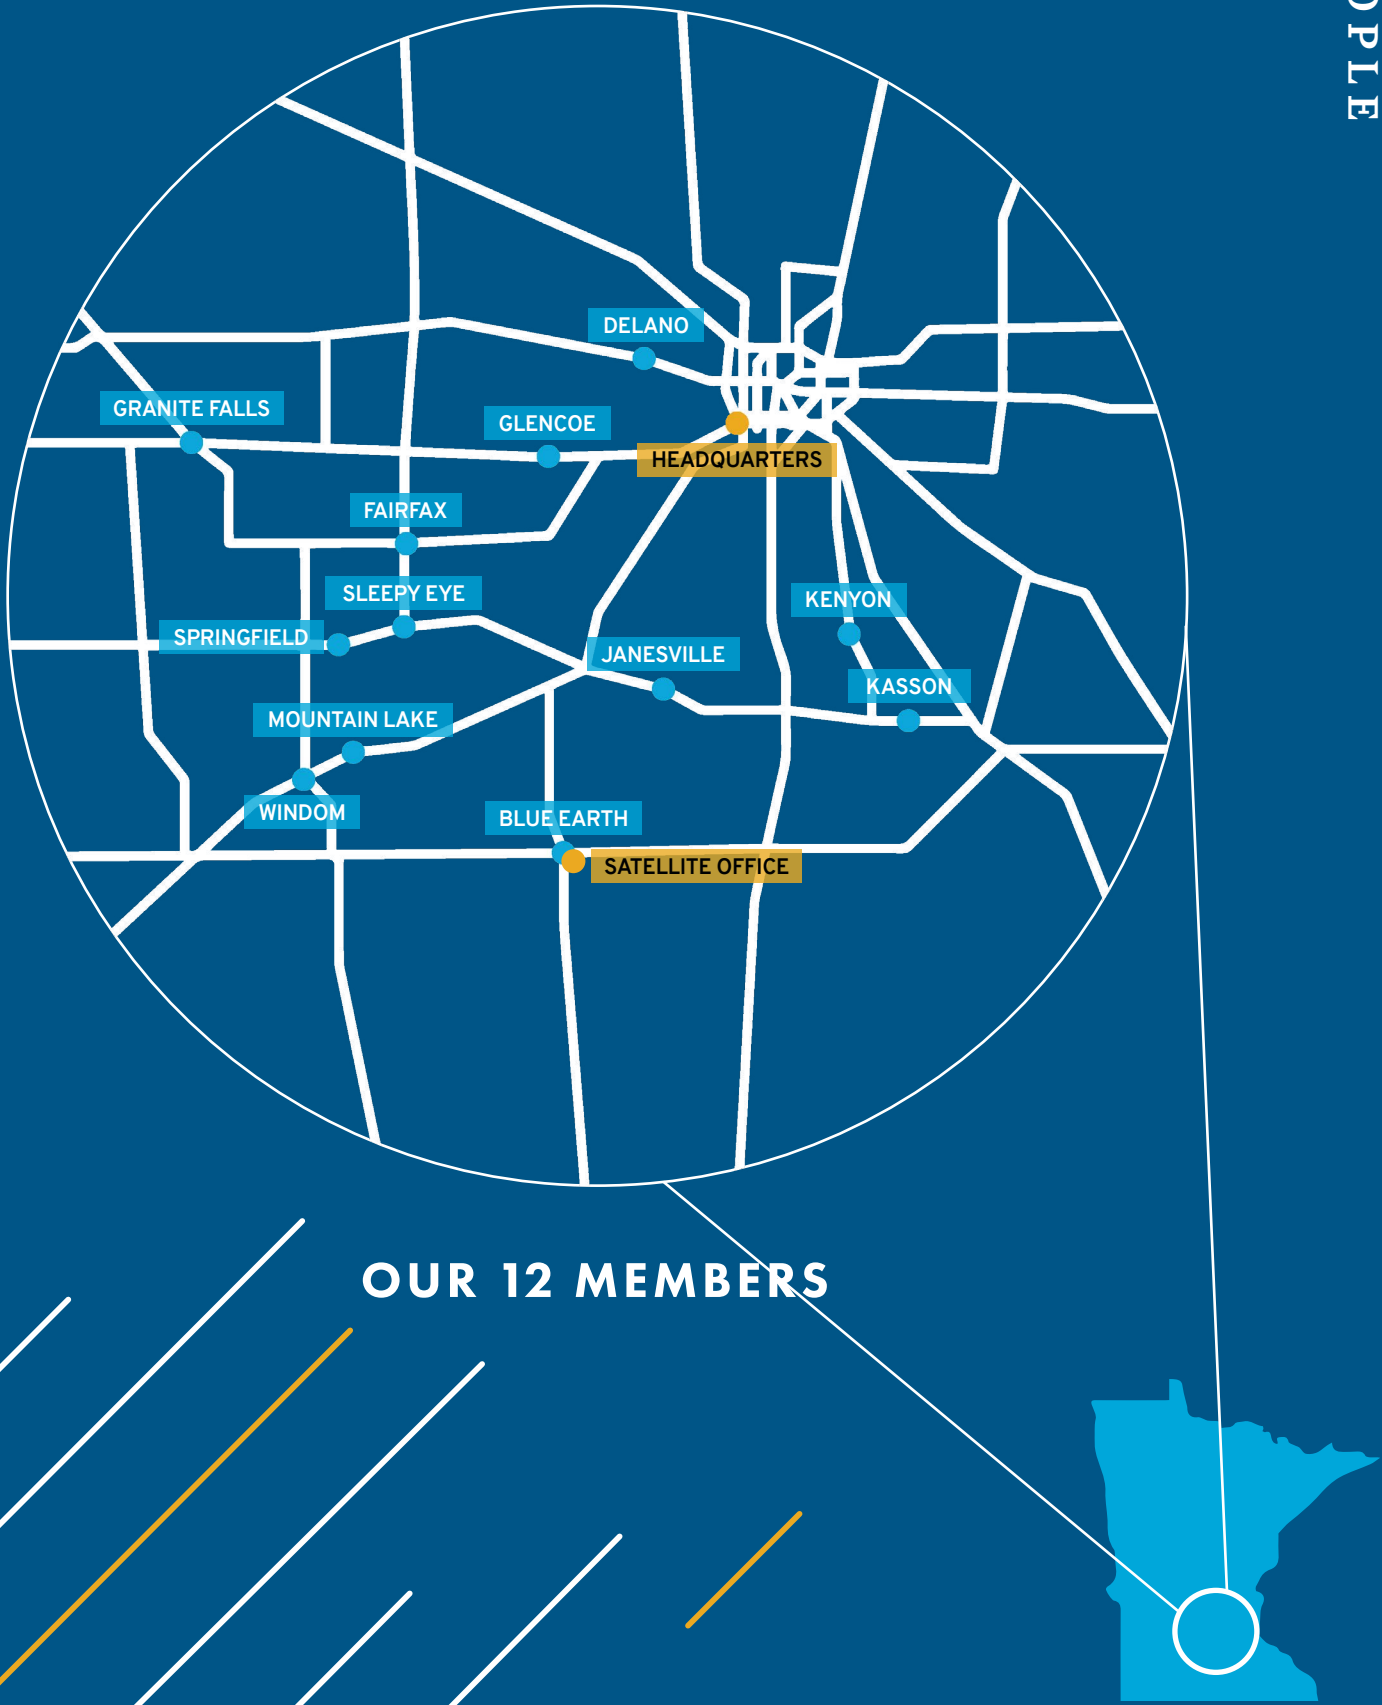 OPLE
DELANO
GRANITE FALLS
GLENCOE
HEADQUARTERS
FAIRFAX
SLEEPY EYE
KENYON
SPRINGFIELD
JANESVILLE
KASSON
MOUNTAIN LAKE
WINDOM
BLUE EARTH
SATELLITE OFFICE
OUR 12 MEMBERS